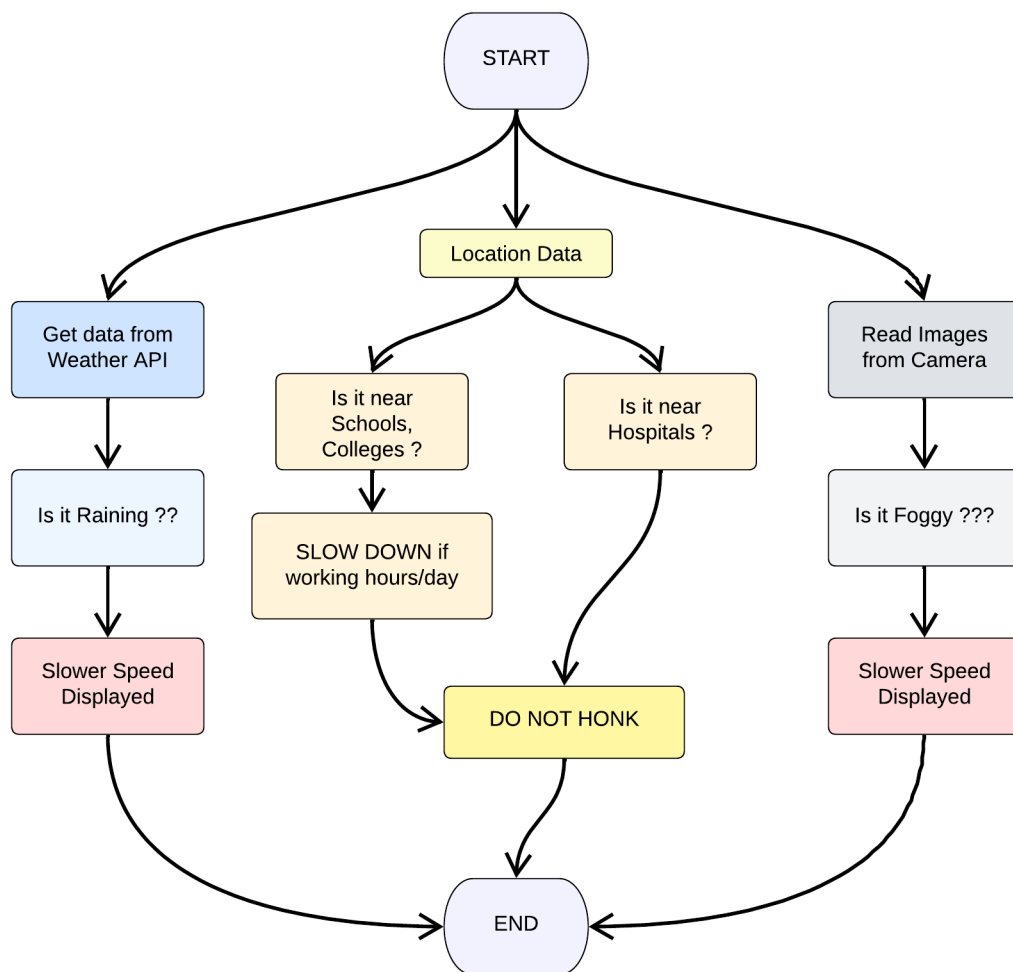 START
Location Data
Get data from
Weather API
Read Images
from Camera
Is it near
Schools,
Colleges ?
Is it near
Hospitals ?
Is it Raining ??
Is it Foggy ???
SLOW DOWN if
working hours/day
Slower Speed
Displayed
Slower Speed
Displayed
DO NOT HONK
END